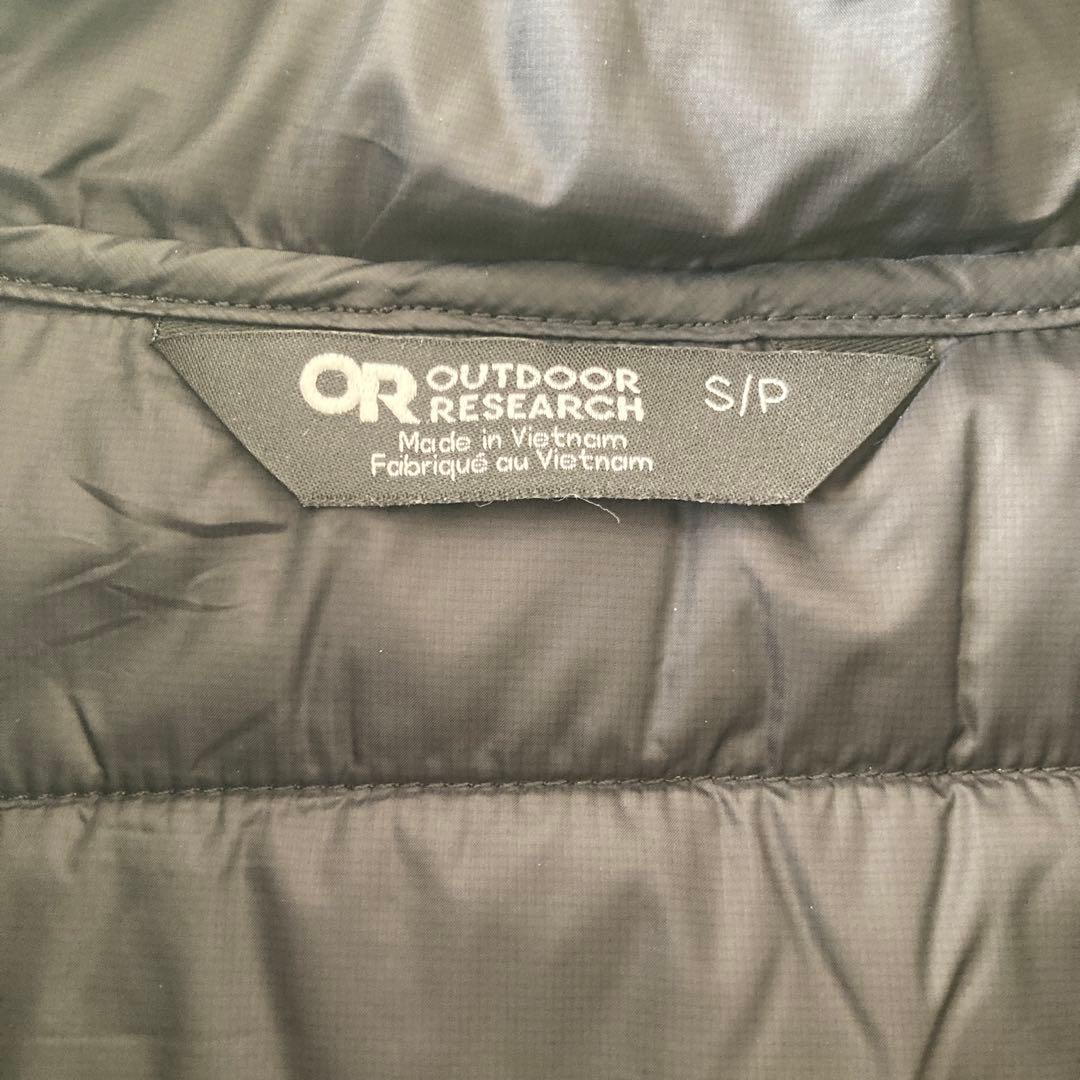 OR OUTDOOR RESEARCH S/P
Made in Vietnam
Fabriqué au Vietnam